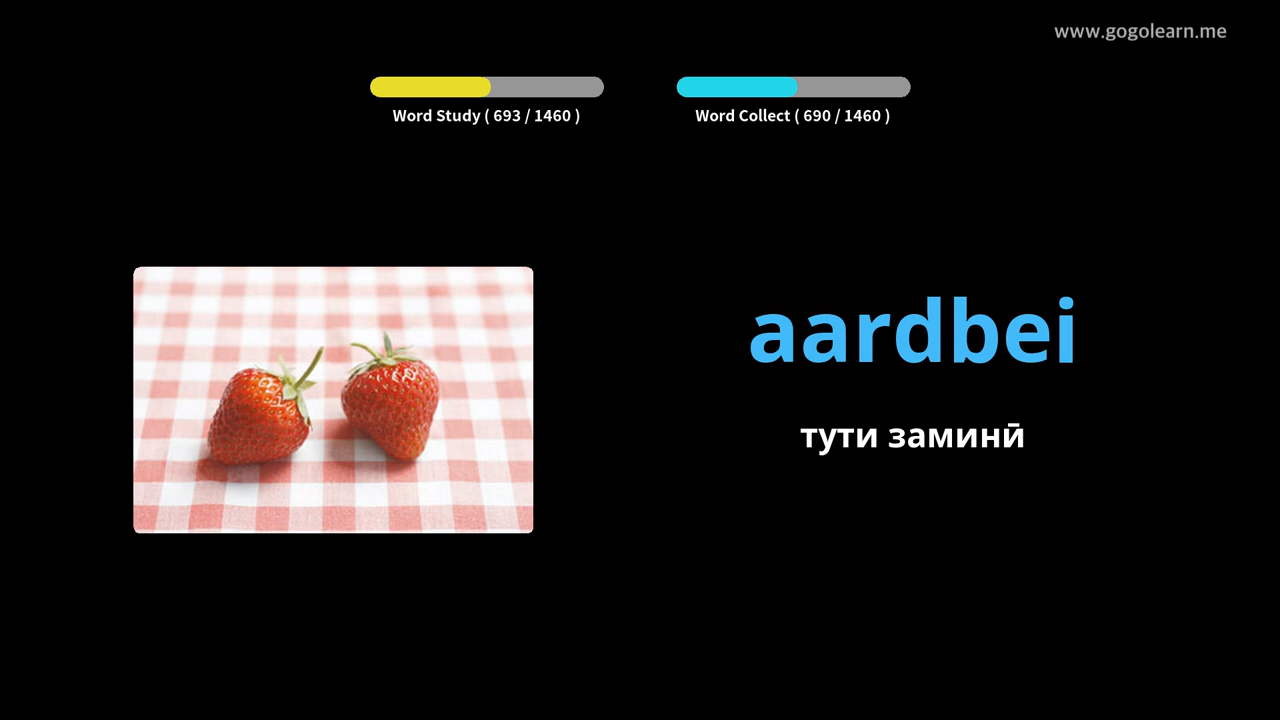 www.gogolearn.me
Word Study ( 693 / 1460 )
Word Collect ( 690 / 1460 )
aardbei
тути заминӣ